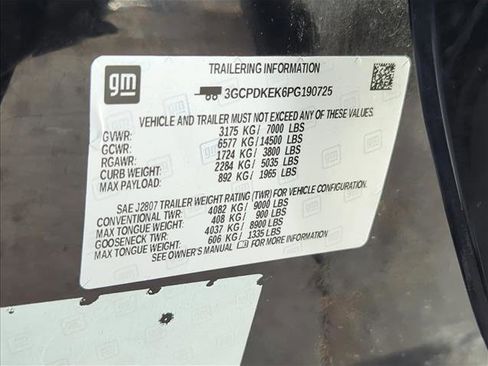 gm
TRAILERING INFORMATION
3GCPDKEK6PG190725
VEHICLE AND TRAILER MUST NOT EXCEED ANY OF THESE RATINGS
GVWR: 3175 KG/ 7000 LBS
GCWR: 6577 KG/ 14500 LBS
RGAWR: 1724 KG/ 3800 LBS
CURB WEIGHT: 2284 KG/ 5035 LBS
MAX PAYLOAD: 892 KG/ 1965 LBS
SAE J2807 TRAILER WEIGHT RATING (TWR) FOR VEHICLE CONFIGURATION.
CONVENTIONAL TWR: 4082 KG/ 9000 LBS
MAX TONGUE WEIGHT: 408 KG/ 900 LBS
GOOSENECK TWR: 4037 KG/ 8900 LBS
MAX TONGUE WEIGHT: 606 KG/ 1335 LBS
SEE OWNER'S MANUAL FOR MORE INFORMATION.